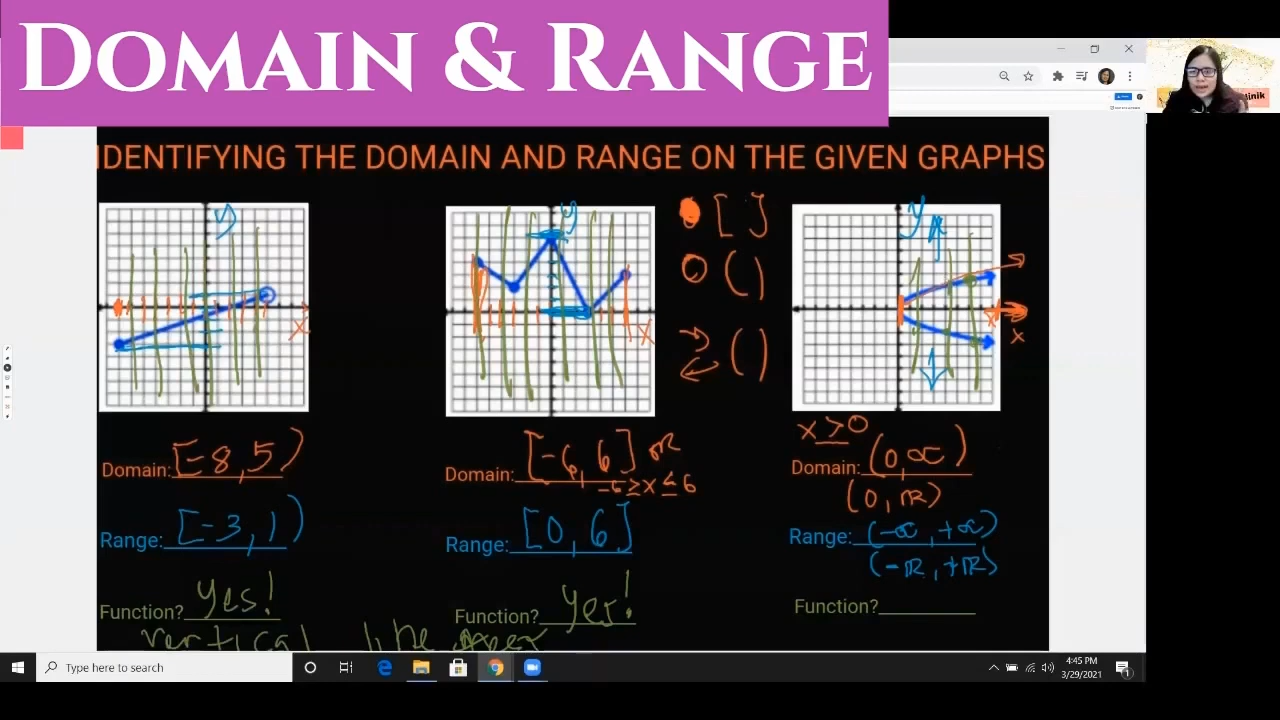 DOMAIN & RANGE
IDENTIFYING THE DOMAIN AND RANGE ON THE GIVEN GRAPHS
y
x
y
x
[ ]
( )
( )
y
x
Domain: [-8,5)
Range: [-3,1)
Function? yes!
vertical line
Domain: [-6,6] or
-6≥x≤6
Range: [0,6]
Function? yes!
x≥0
Domain: (0,∞)
(0,ℝ)
Range: (-∞,+∞)
(-ℝ,+ℝ)
Function?
Type here to search
4:45 PM
3/29/2021